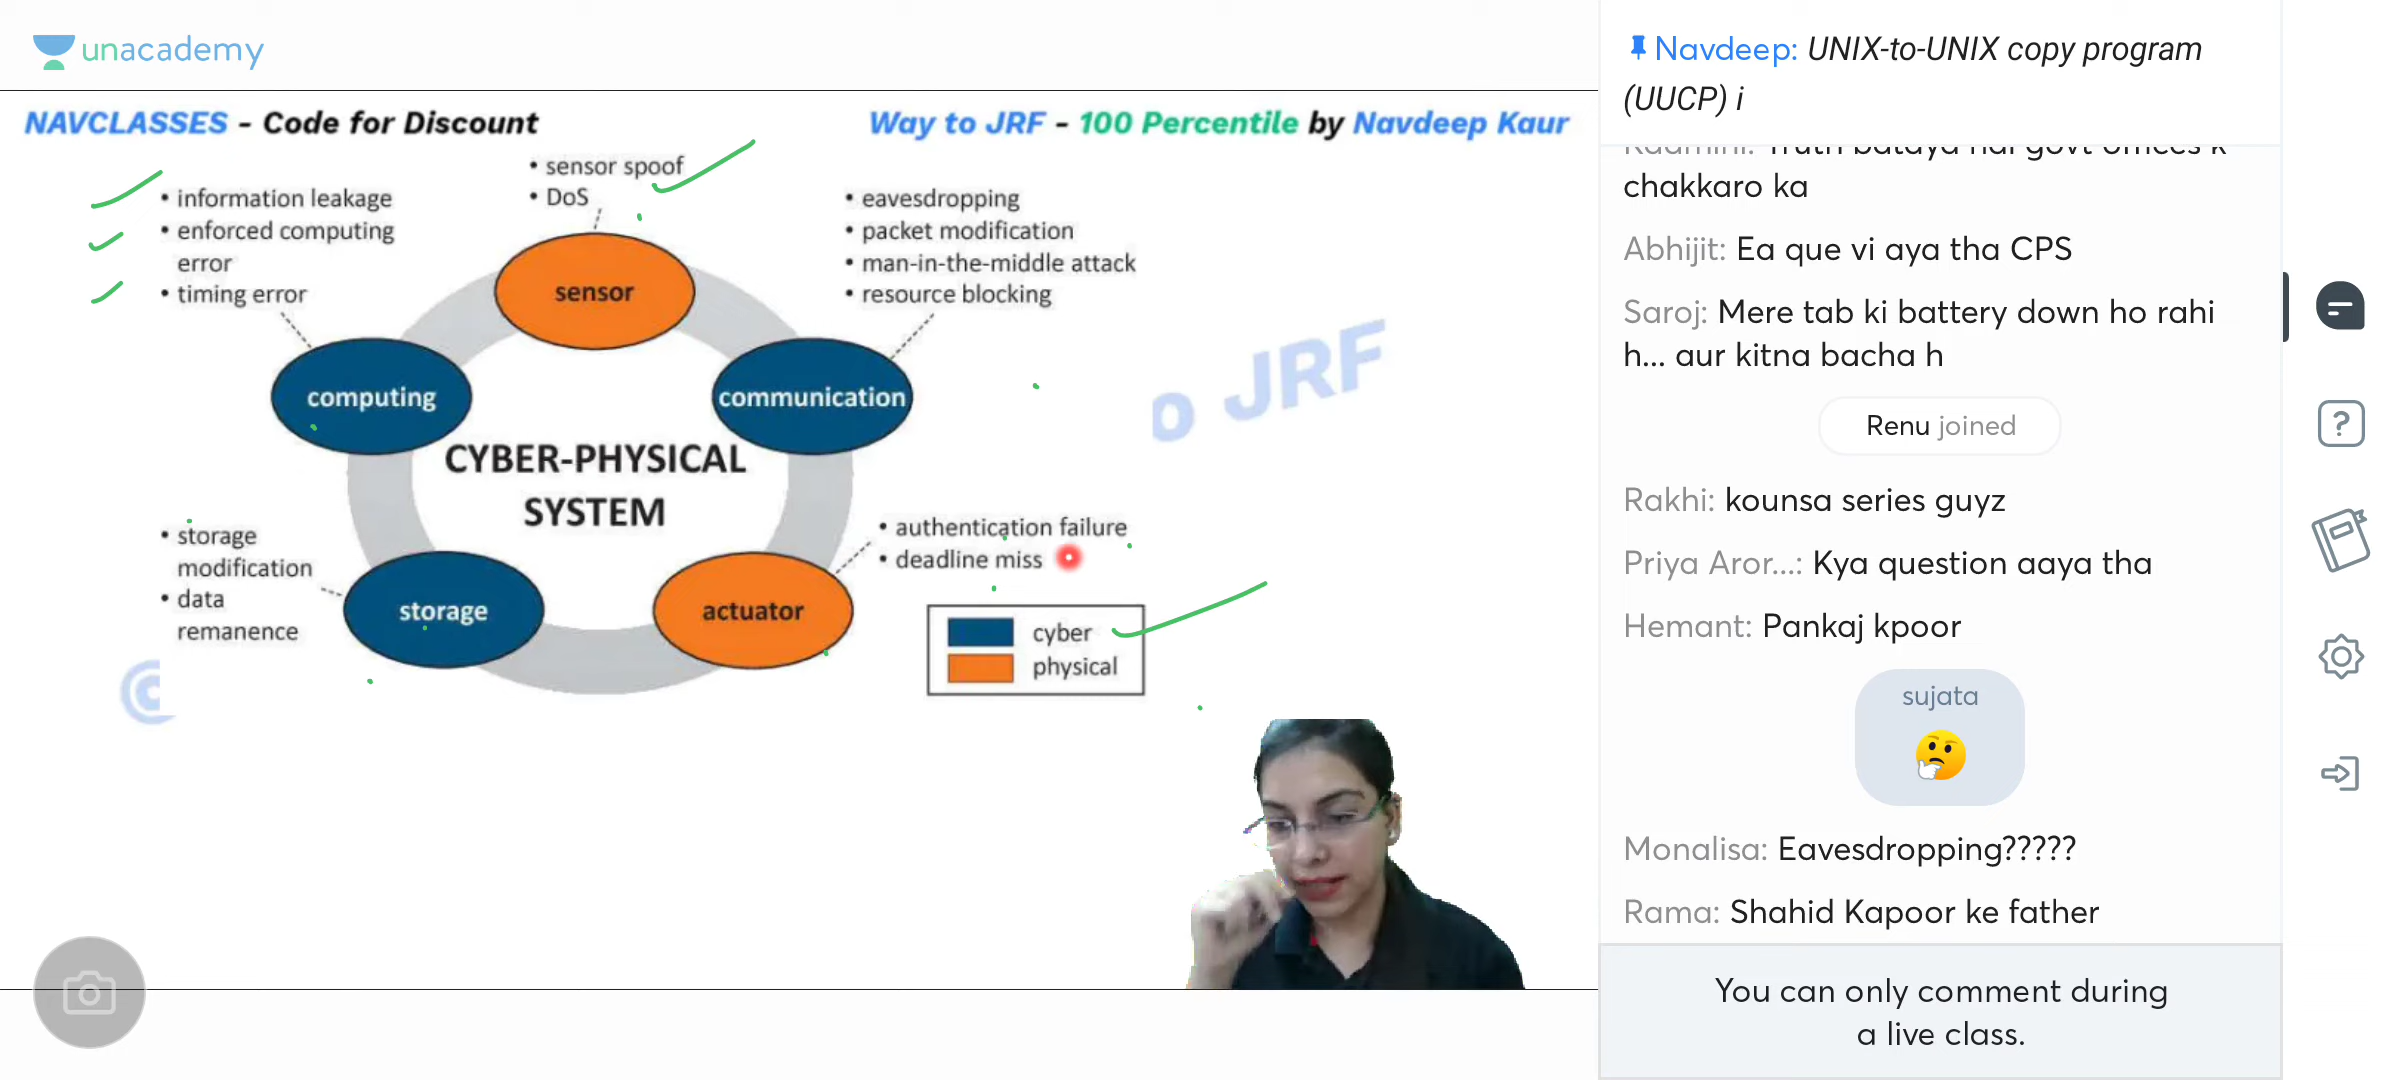 unacademy
NAVCLASSES - Code for Discount
Way to JRF - 100 Percentile by Navdeep Kaur
• sensor spoof
• DoS
• information leakage
• enforced computing
error
• timing error
• eavesdropping
• packet modification
• man-in-the-middle attack
• resource blocking
sensor
computing
communication
CYBER-PHYSICAL
SYSTEM
• storage
modification
• data
remanence
• authentication failure
• deadline miss
storage
actuator
cyber
physical
o JRF
©
Navdeep: UNIX-to-UNIX copy program
(UUCP) i
chakkaro ka
Abhijit: Ea que vi aya tha CPS
Saroj: Mere tab ki battery down ho rahi
h... aur kitna bacha h
Renu joined
Rakhi: kounsa series guyz
Priya Aror...: Kya question aaya tha
Hemant: Pankaj kpoor
sujata
Monalisa: Eavesdropping?????
Rama: Shahid Kapoor ke father
You can only comment during
a live class.